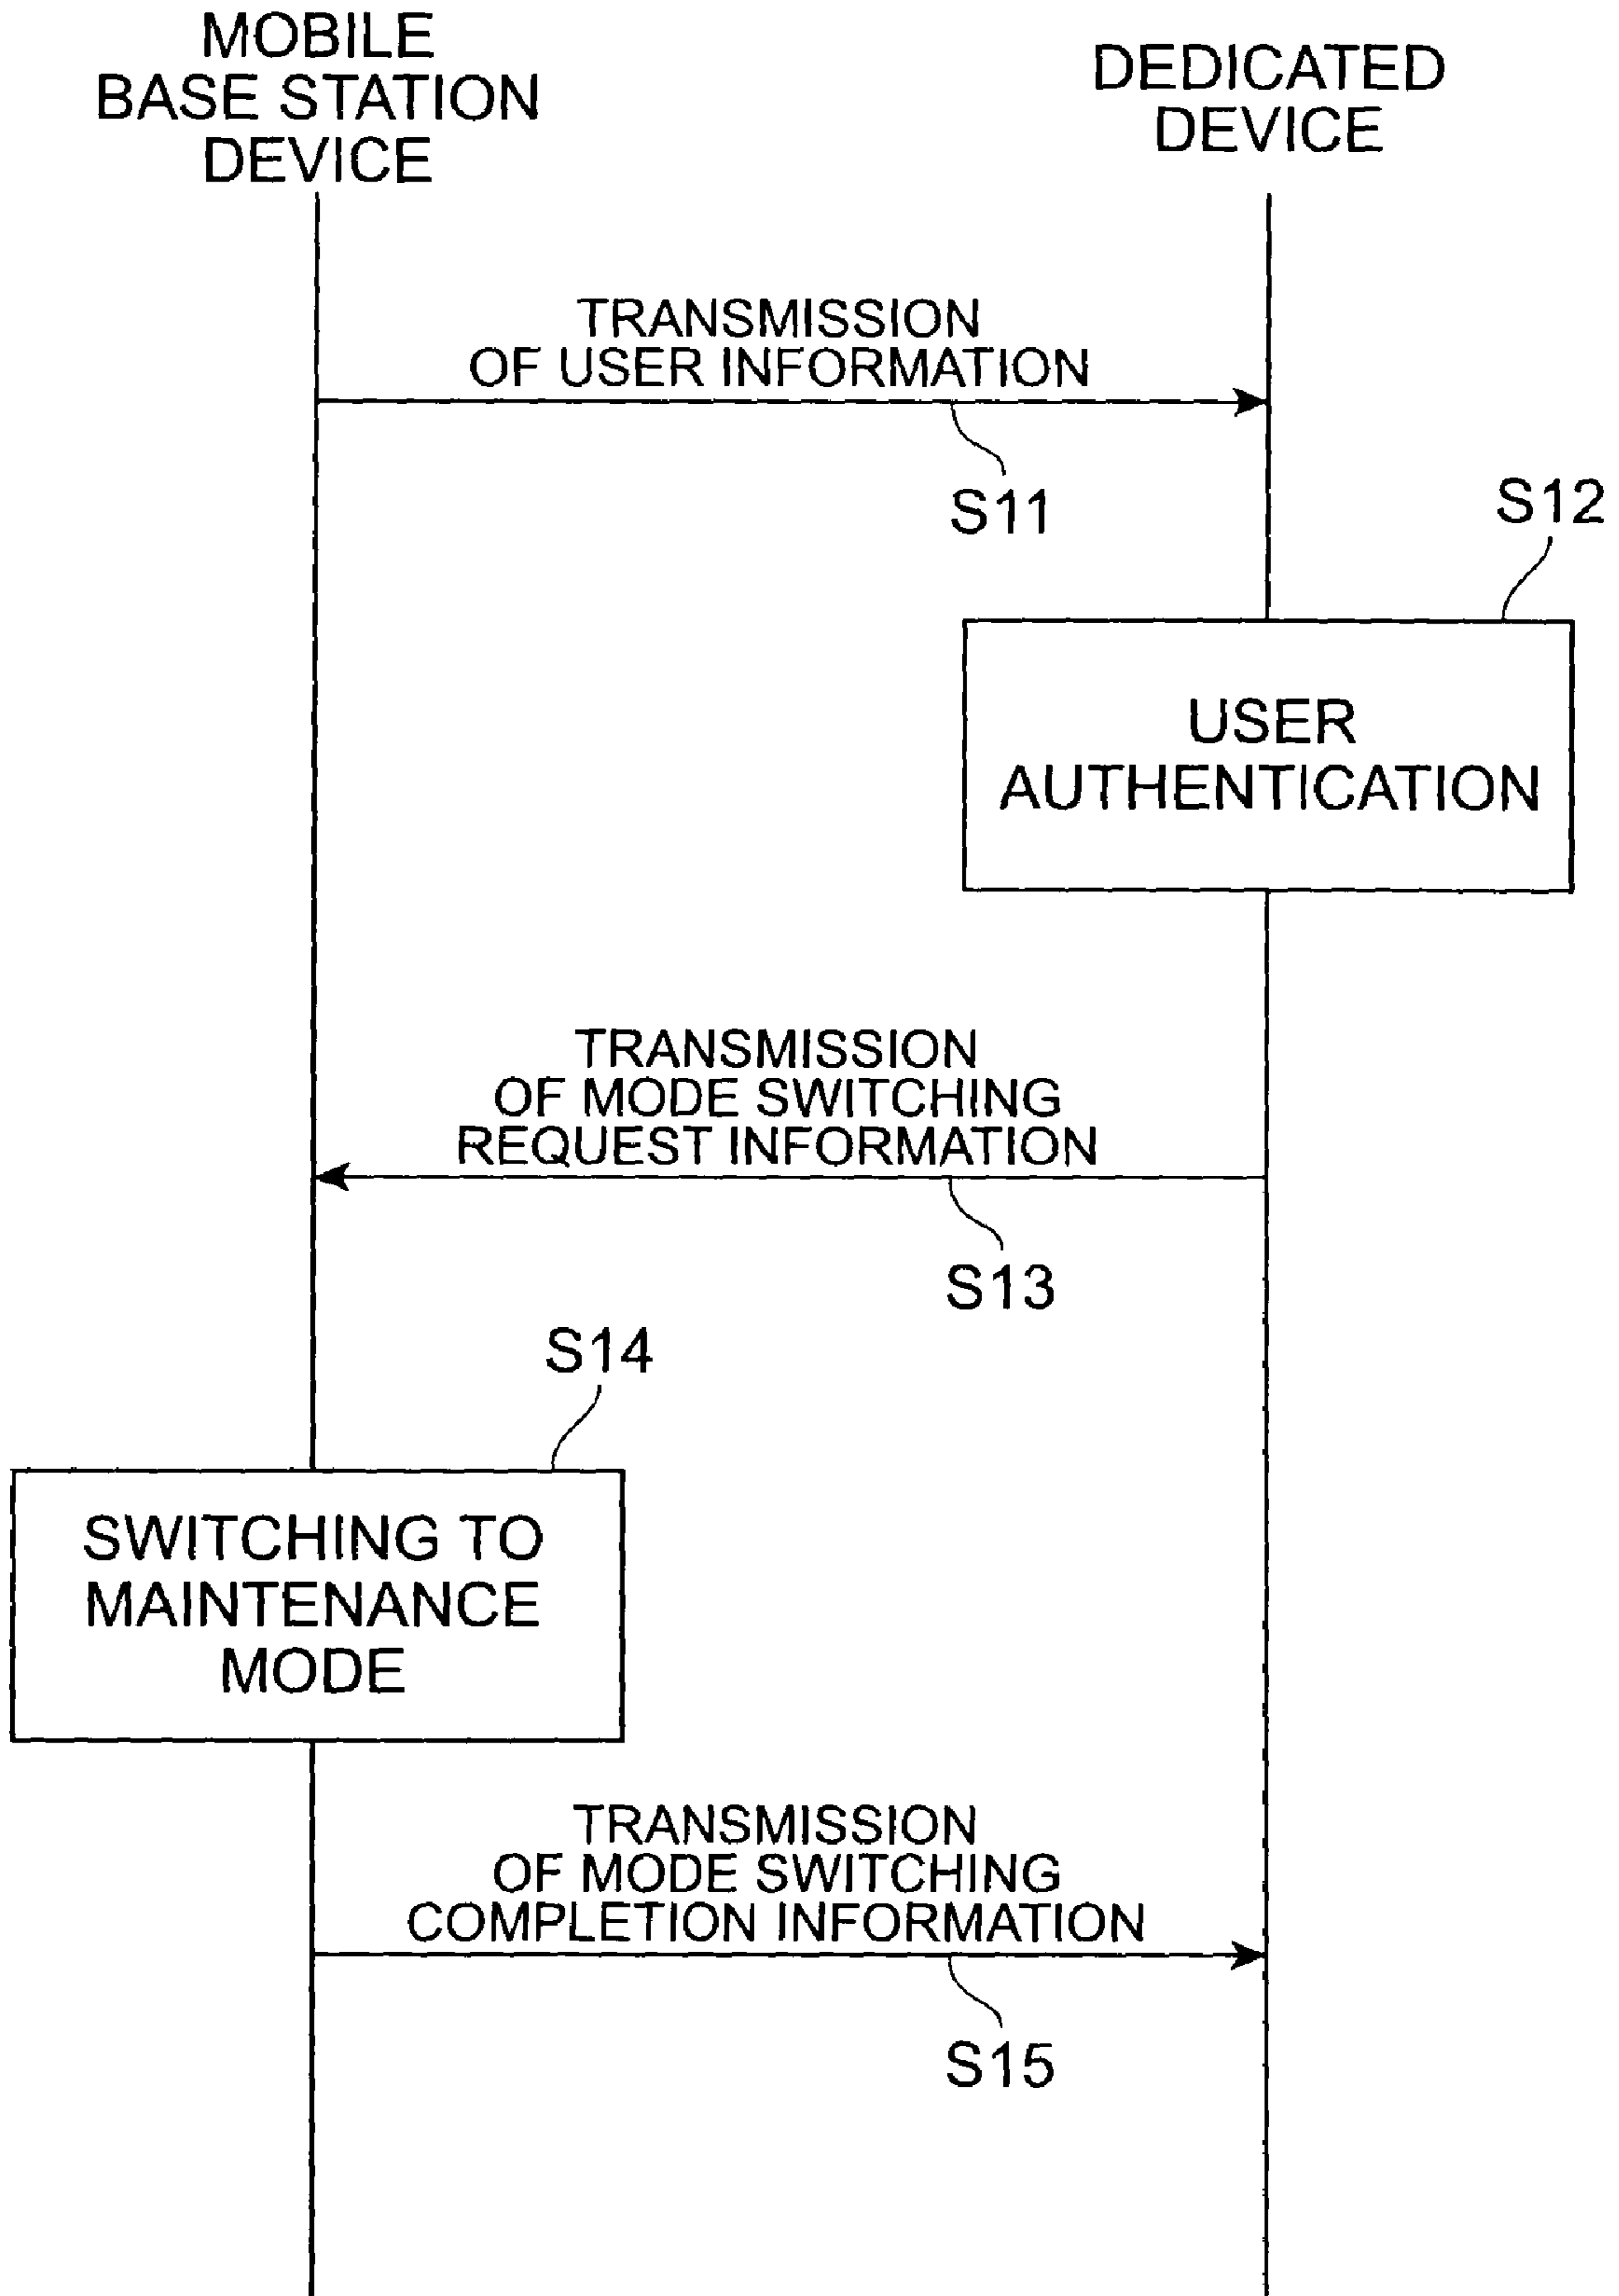 MOBILE
BASE STATION
DEVICE
DEDICATED
DEVICE
TRANSMISSION
OF USER INFORMATION
S11
S12
USER
AUTHENTICATION
TRANSMISSION
OF MODE SWITCHING
REQUEST INFORMATION
S13
S14
SWITCHING TO
MAINTENANCE
MODE
TRANSMISSION
OF MODE SWITCHING
COMPLETION INFORMATION
S15